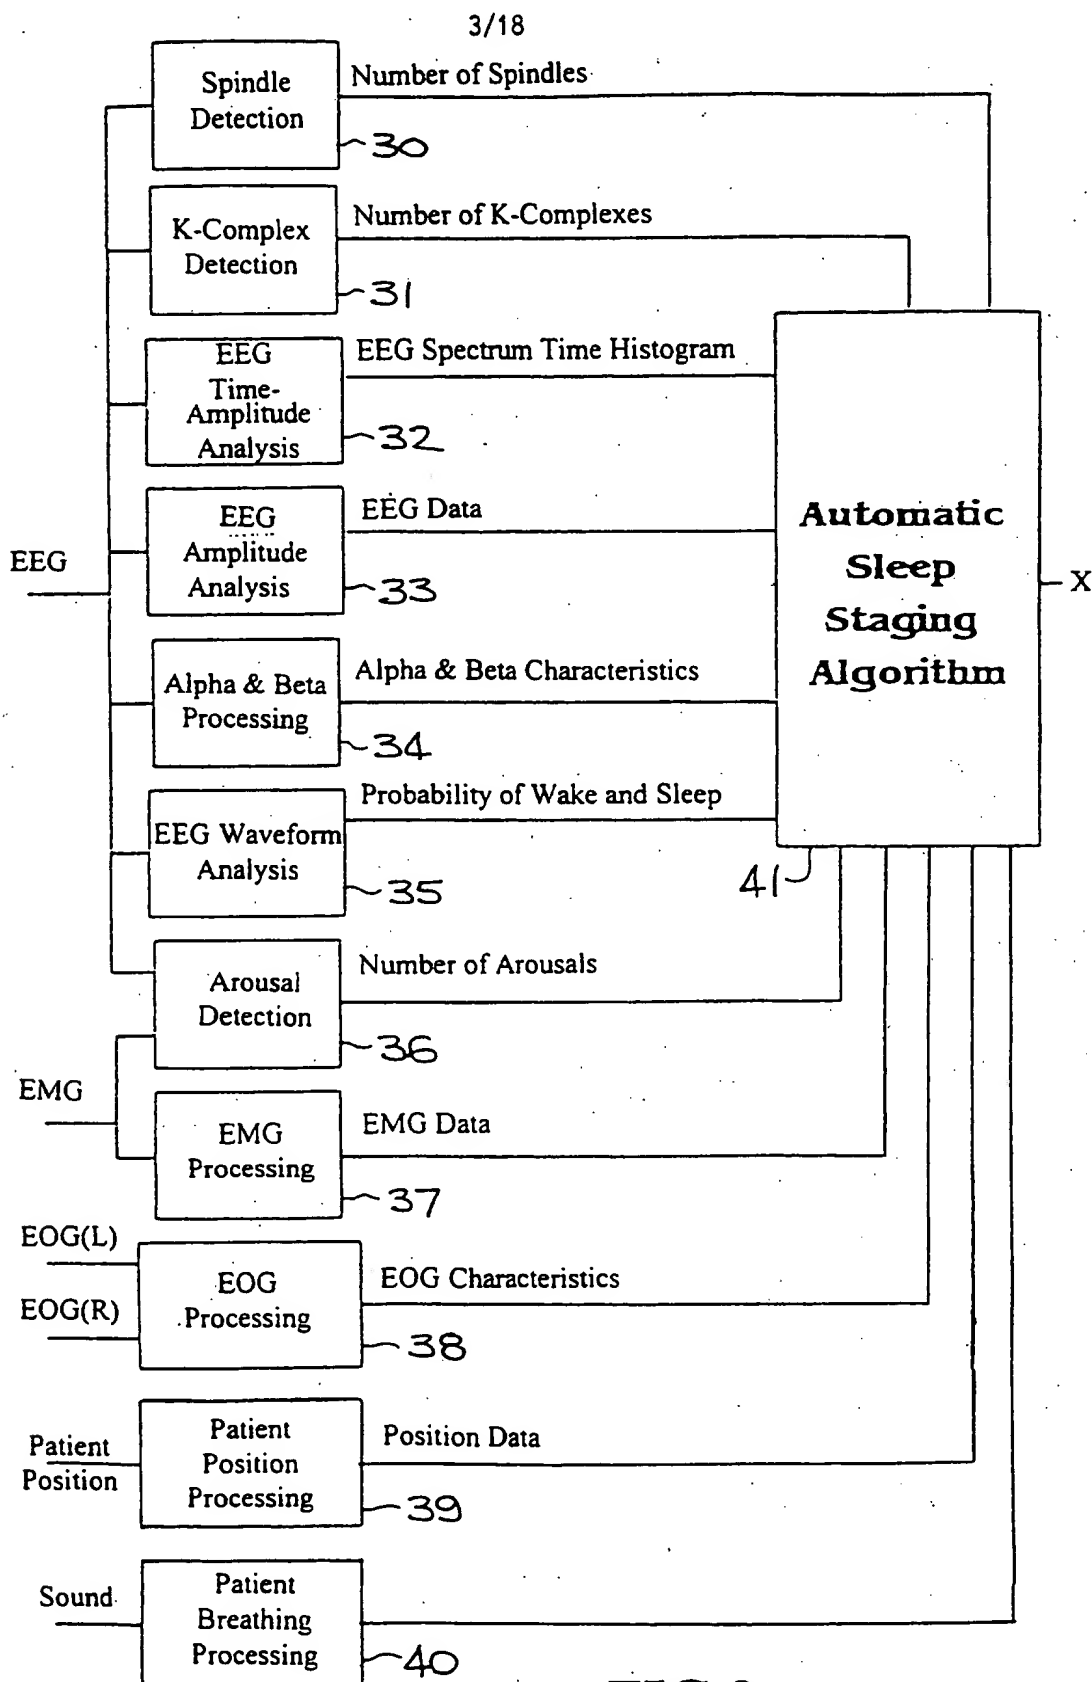 3/18
Spindle
Detection
Number of Spindles
30
K-Complex
Detection
Number of K-Complexes
31
EEG
Time-
Amplitude
Analysis
EEG Spectrum Time Histogram
32
EEG
Amplitude
Analysis
EEG Data
33
EEG
Alpha & Beta
Processing
Alpha & Beta Characteristics
34
EEG Waveform
Analysis
Probability of Wake and Sleep
35
Automatic
Sleep
Staging
Algorithm
X
41
Arousal
Detection
Number of Arousals
36
EMG
EMG
Processing
EMG Data
37
EOG(L)
EOG(R)
EOG
Processing
EOG Characteristics
38
Patient
Position
Patient
Position
Processing
Position Data
39
Sound
Patient
Breathing
Processing
40